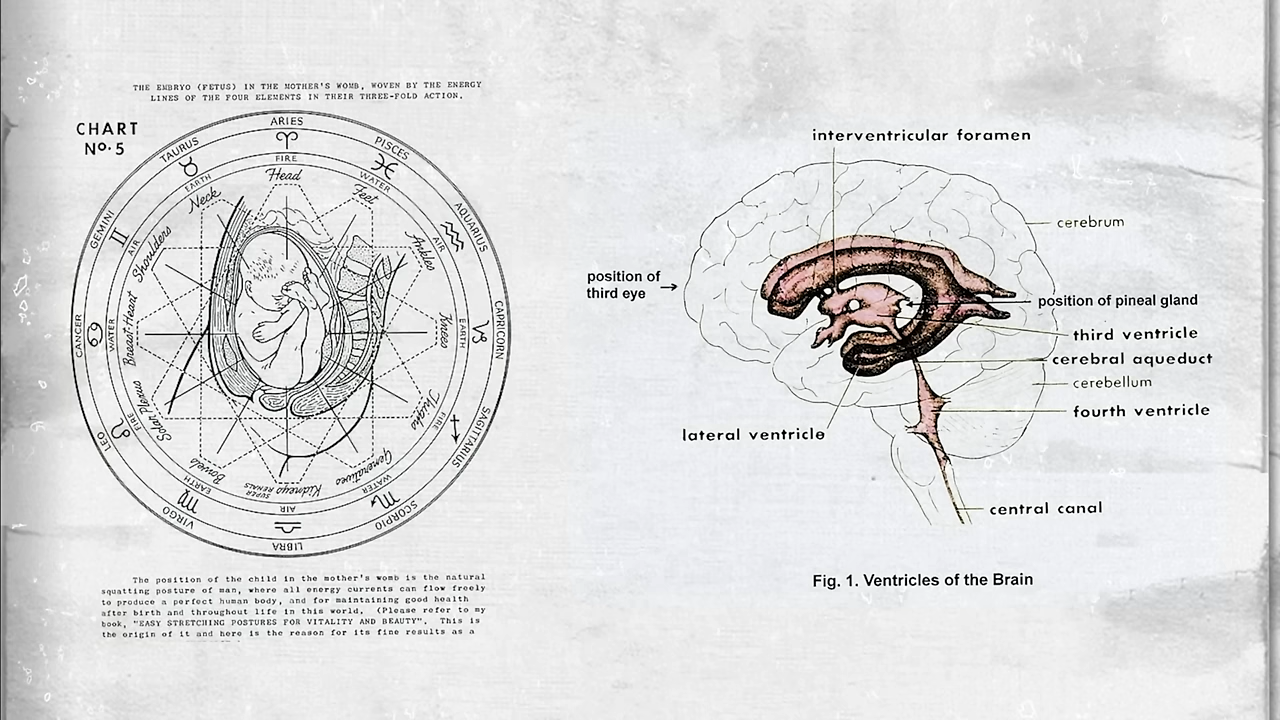 THE EMBRYO (FETUS) IN THE MOTHER'S WOMB, WOVEN BY THE ENERGY
LINES OF THE FOUR ELEMENTS IN THEIR THREE-FOLD ACTION.
CHART
No. 5
ARIES
FIRE
Head
PISCES
WATER
Feet
AQUARIUS
AIR
Ankles
CAPRICORN
EARTH
Knees
SAGITTARIUS
FIRE
Thighs
SCORPIO
WATER
Generatives
LIBRA
AIR
Kidneys
SUPER
RENALS
VIRGO
EARTH
Bowels
LEO
FIRE
Solar Plexus
CANCER
WATER
Breast-Heart
GEMINI
AIR
Shoulders
TAURUS
EARTH
Neck
The position of the child in the mother's womb is the natural
squatting posture of man, where all energy currents can flow freely
to produce a perfect human body, and for maintaining good health
after birth and throughout life in this world. (Please refer to my
book, "EASY STRETCHING POSTURES FOR VITALITY AND BEAUTY". This is
the origin of it and here is the reason for its fine results as a
interventricular foramen
cerebrum
position of
third eye
position of pineal gland
third ventricle
cerebral aqueduct
cerebellum
fourth ventricle
lateral ventricle
central canal
Fig. 1. Ventricles of the Brain